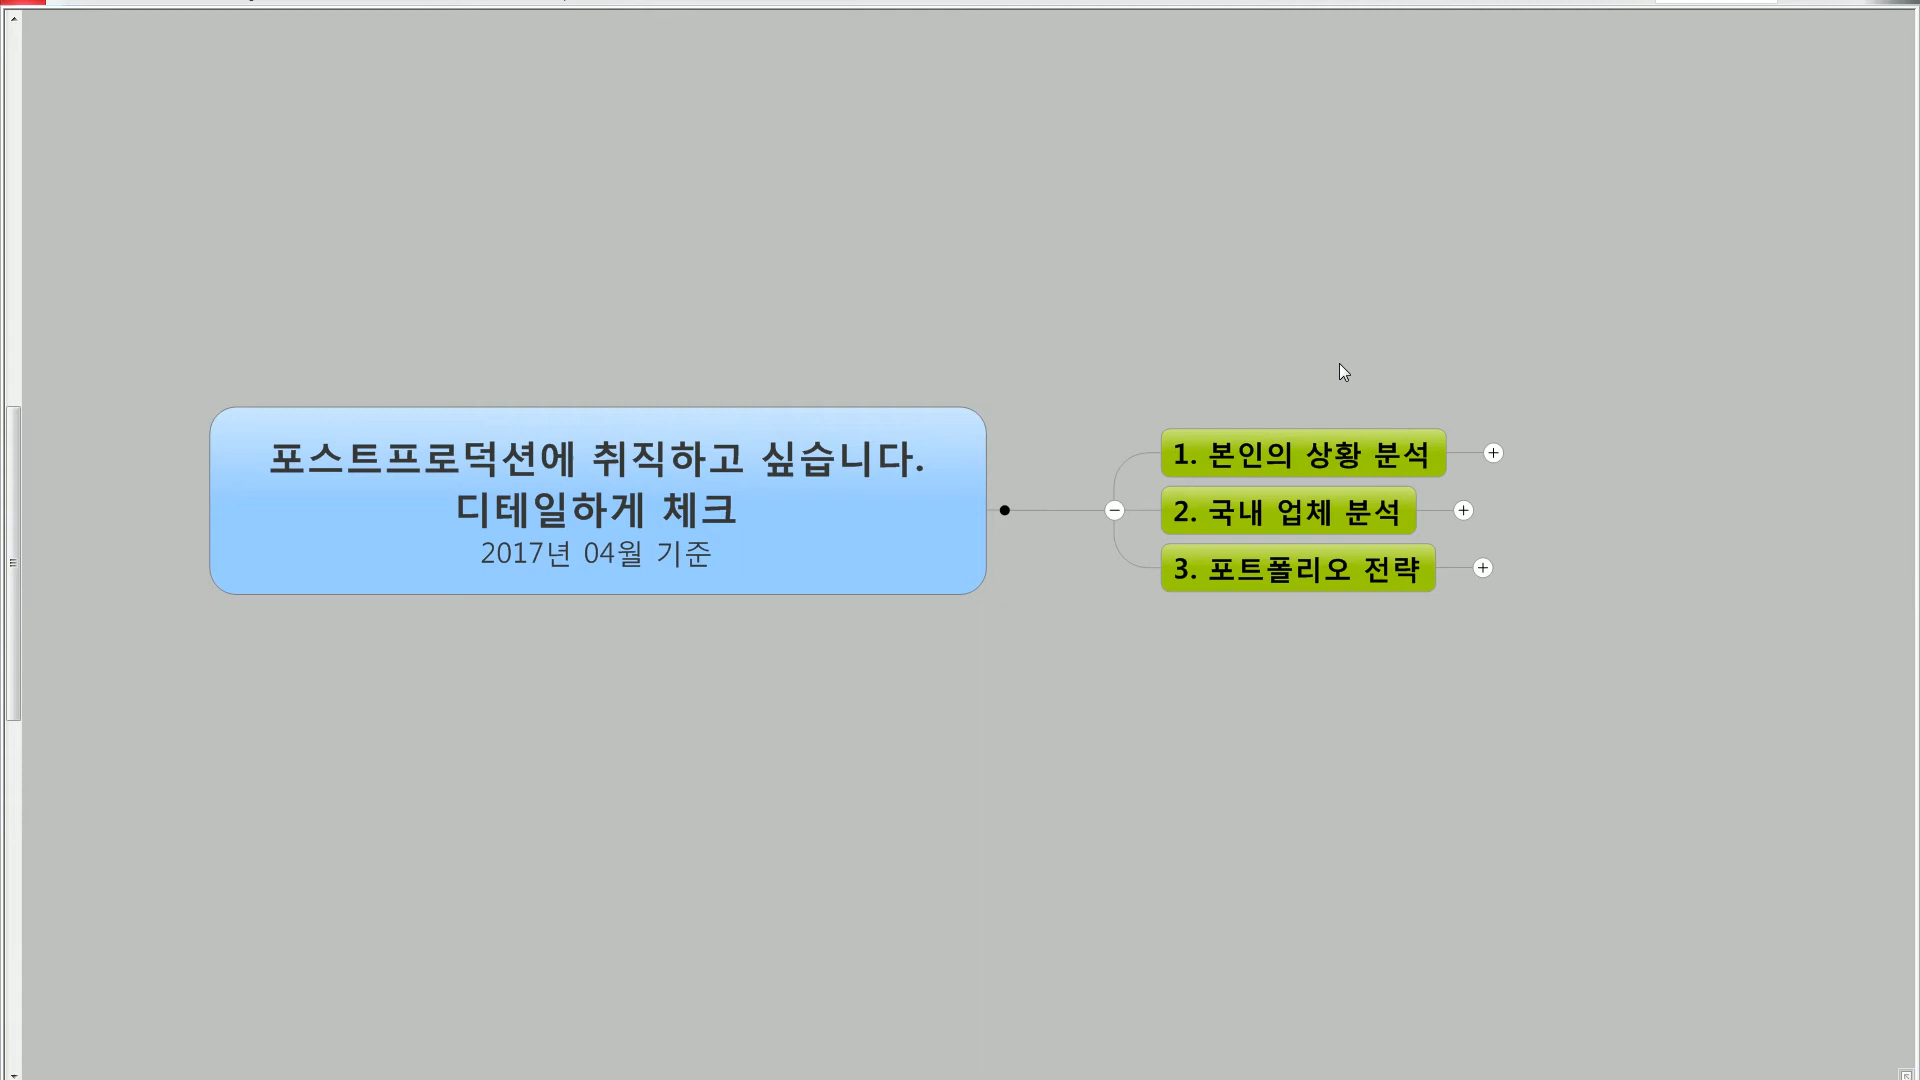 포스트프로덕션에 취직하고 싶습니다.
디테일하게 체크
2017년 04월 기준
1. 본인의 상황 분석
2. 국내 업체 분석
3. 포트폴리오 전략